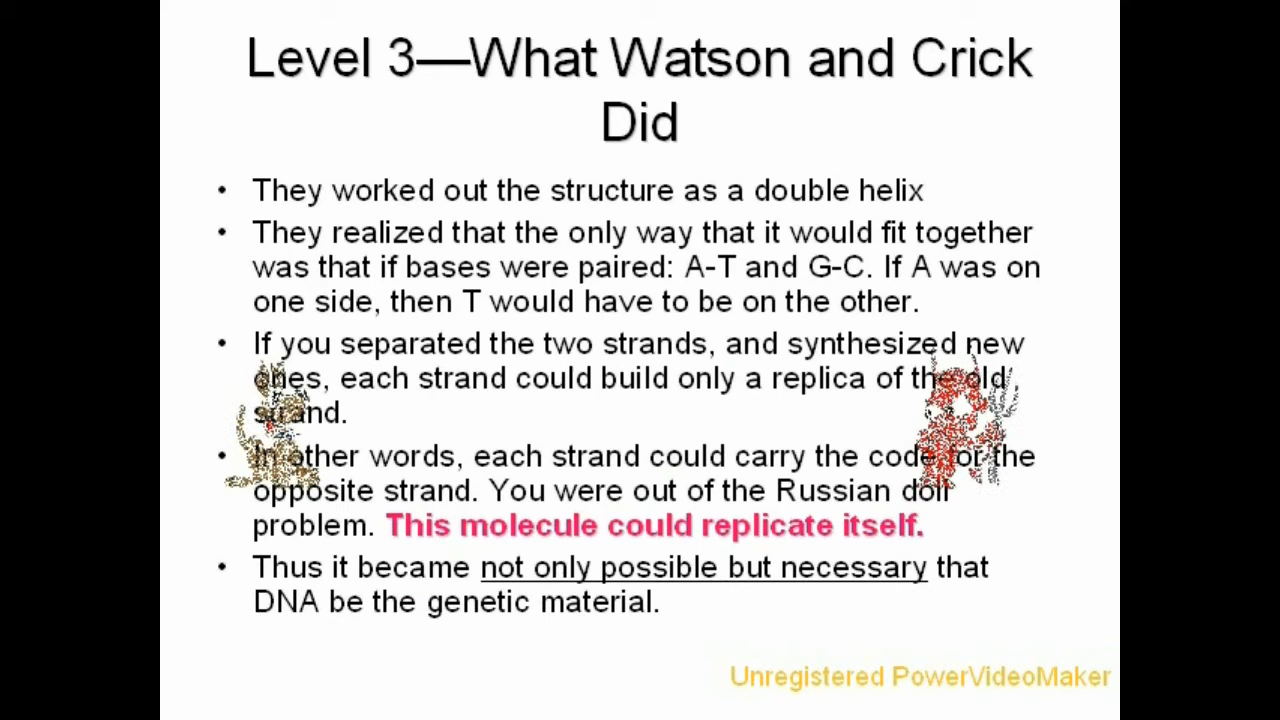 Level 3—What Watson and Crick
Did
• They worked out the structure as a double helix
• They realized that the only way that it would fit together
was that if bases were paired: A-T and G-C. If A was on
one side, then T would have to be on the other.
• If you separated the two strands, and synthesized new
ones, each strand could build only a replica of the old
strand.
• In other words, each strand could carry the code for the
opposite strand. You were out of the Russian doll
problem. This molecule could replicate itself.
• Thus it became not only possible but necessary that
DNA be the genetic material.
Unregistered PowerVideoMaker